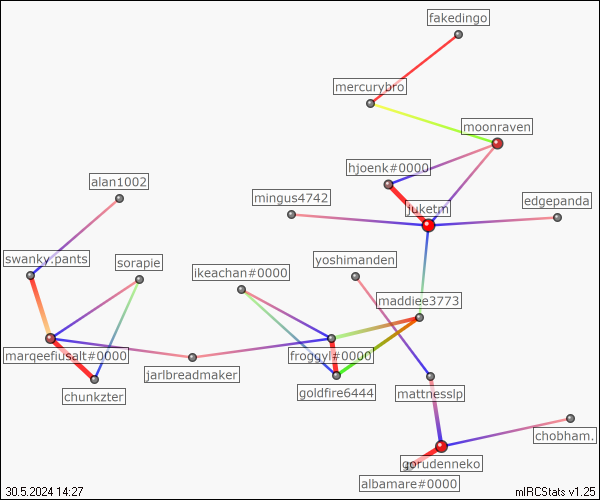 fakedingo
mercurybro
moonraven
hjoenk#0000
alan1002
mingus4742
juketm
edgepanda
swanky.pants
sorapie
ikeachan#0000
yoshimanden
maddiee3773
marqeefiusalt#0000
froggyl#0000
jarlbreadmaker
chunkzter
goldfire6444
mattnesslp
chobham.
gorudenneko
albamare#0000
30.5.2024 14:27
mIRCStats v1.25